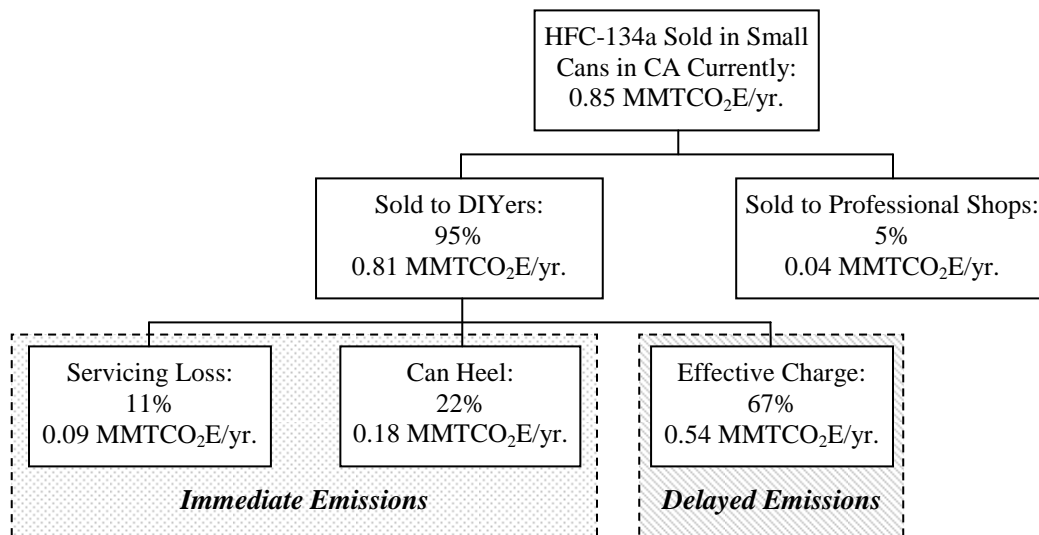 HFC-134a Sold in Small
Cans in CA Currently:
0.85 MMTCO₂E/yr.
Sold to DIYers:
95%
0.81 MMTCO₂E/yr.
Sold to Professional Shops:
5%
0.04 MMTCO₂E/yr.
Servicing Loss:
11%
0.09 MMTCO₂E/yr.
Can Heel:
22%
0.18 MMTCO₂E/yr.
Effective Charge:
67%
0.54 MMTCO₂E/yr.
Immediate Emissions
Delayed Emissions